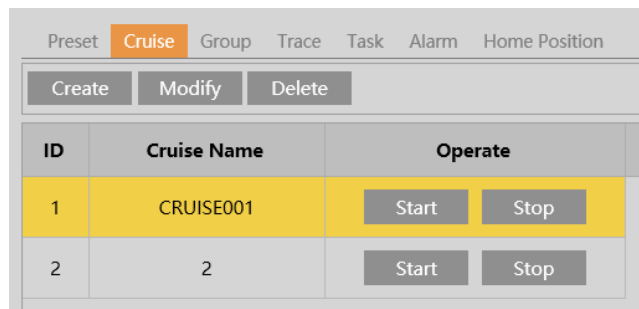 Preset Cruise Group Trace Task Alarm Home Position
Create Modify Delete
ID Cruise Name Operate
1 CRUISE001 Start Stop
2 2 Start Stop